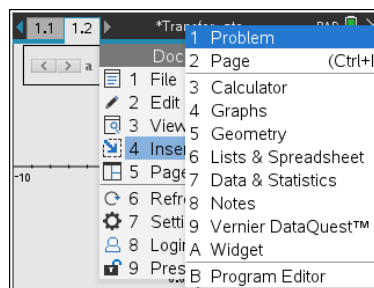 1.1 1.2 *Transfer RAD
a
Doc
1 File
2 Edit
3 View
4 Inser
5 Page
6 Refr
7 Setti
8 Login
9 Pres
1 Problem
2 Page (Ctrl+I
3 Calculator
4 Graphs
5 Geometry
6 Lists & Spreadsheet
7 Data & Statistics
8 Notes
9 Vernier DataQuest™
A Widget
B Program Editor
-10